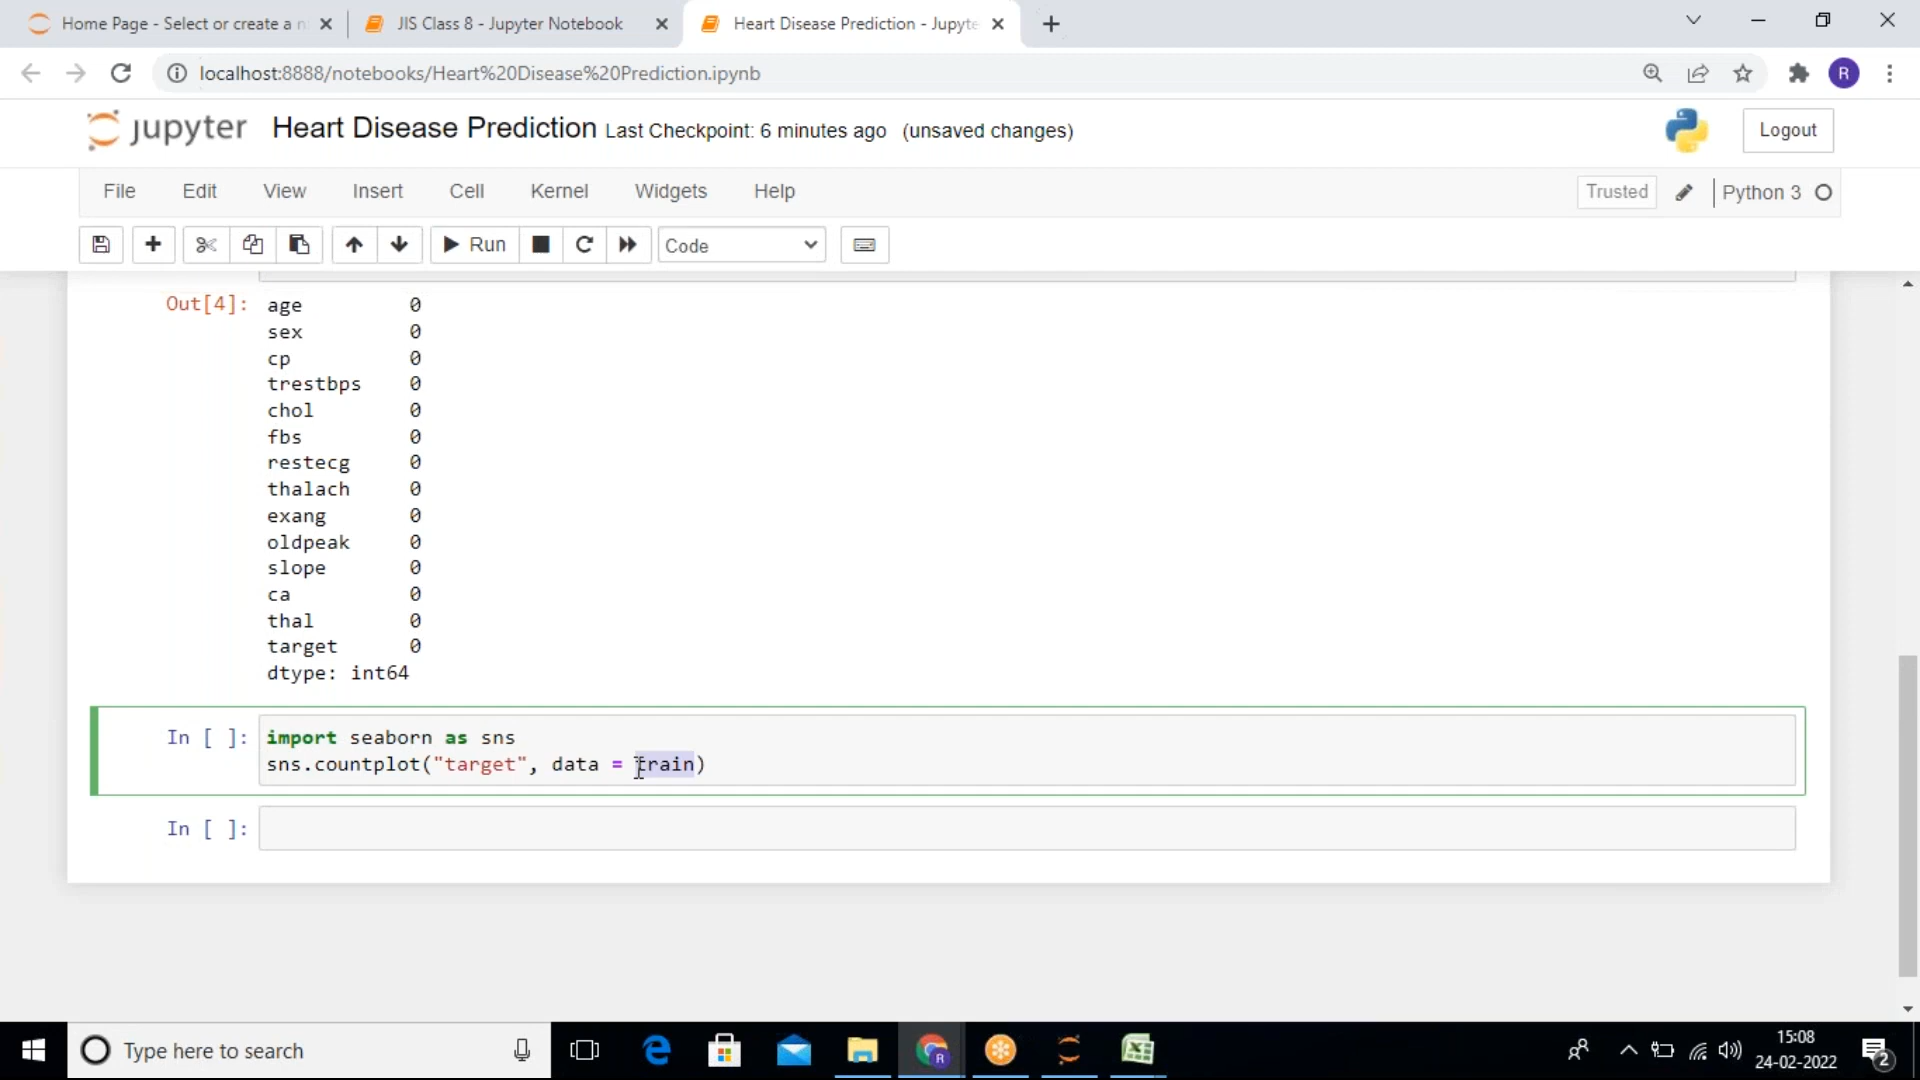 Home Page - Select or create a n
JIS Class 8 - Jupyter Notebook
Heart Disease Prediction - Jupyte
localhost:8888/notebooks/Heart%20Disease%20Prediction.ipynb
R
jupyter Heart Disease Prediction Last Checkpoint: 6 minutes ago (unsaved changes)
Logout
File Edit View Insert Cell Kernel Widgets Help
Trusted Python 3
Run Code
Out[4]: age 0
sex 0
cp 0
trestbps 0
chol 0
fbs 0
restecg 0
thalach 0
exang 0
oldpeak 0
slope 0
ca 0
thal 0
target 0
dtype: int64
In [ ]: import seaborn as sns
sns.countplot("target", data = train)
In [ ]:
Type here to search
R
15:08
24-02-2022
2